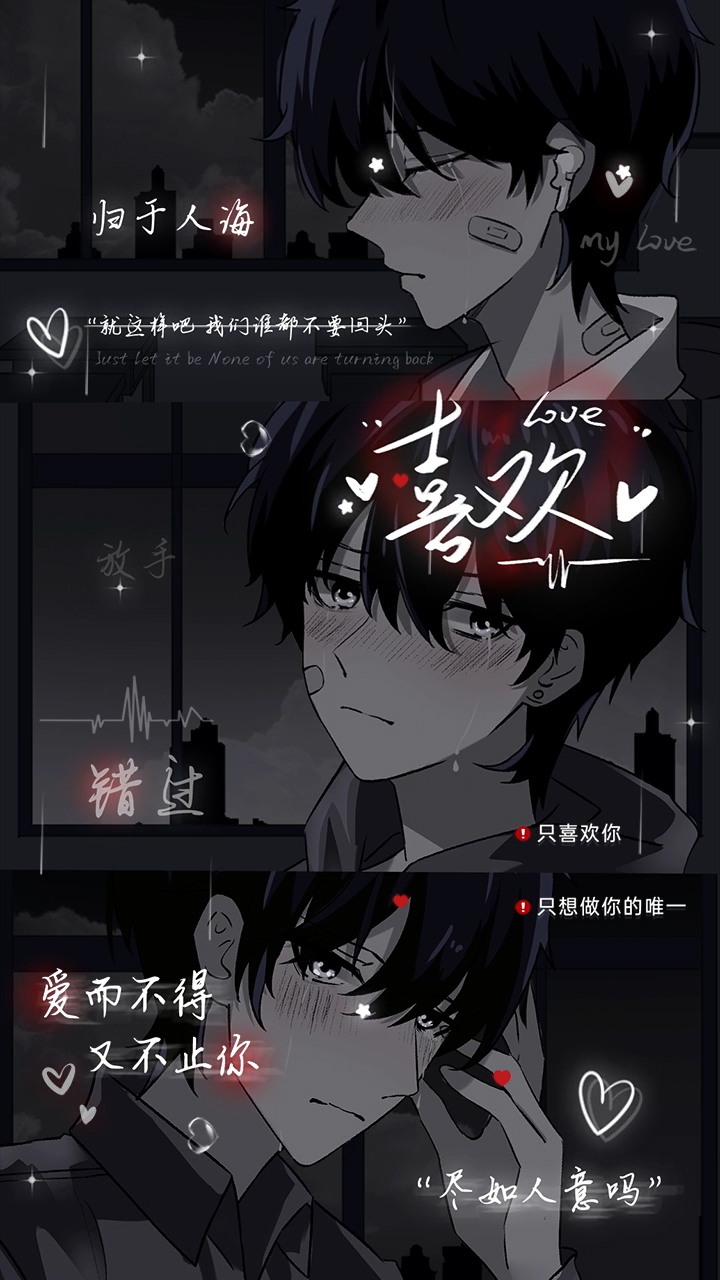 归于人海
my love
“就这样吧 我们谁都不要回头”
Just let it be None of us are turning back
love
喜欢
放手
错过
只喜欢你
只想做你的唯一
爱而不得
又不止你
“尽如人意吗”